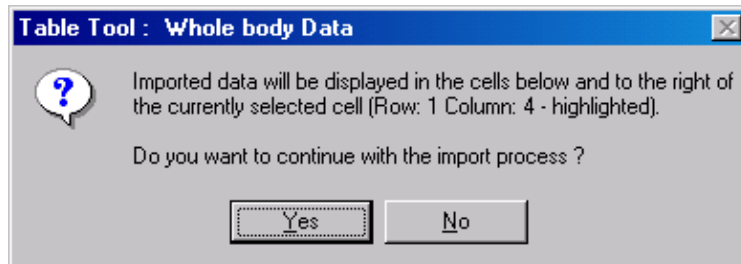 Table Tool :  Whole body Data
Imported data will be displayed in the cells below and to the right of
the currently selected cell (Row: 1 Column: 4 - highlighted).
Do you want to continue with the import process ?
Yes No